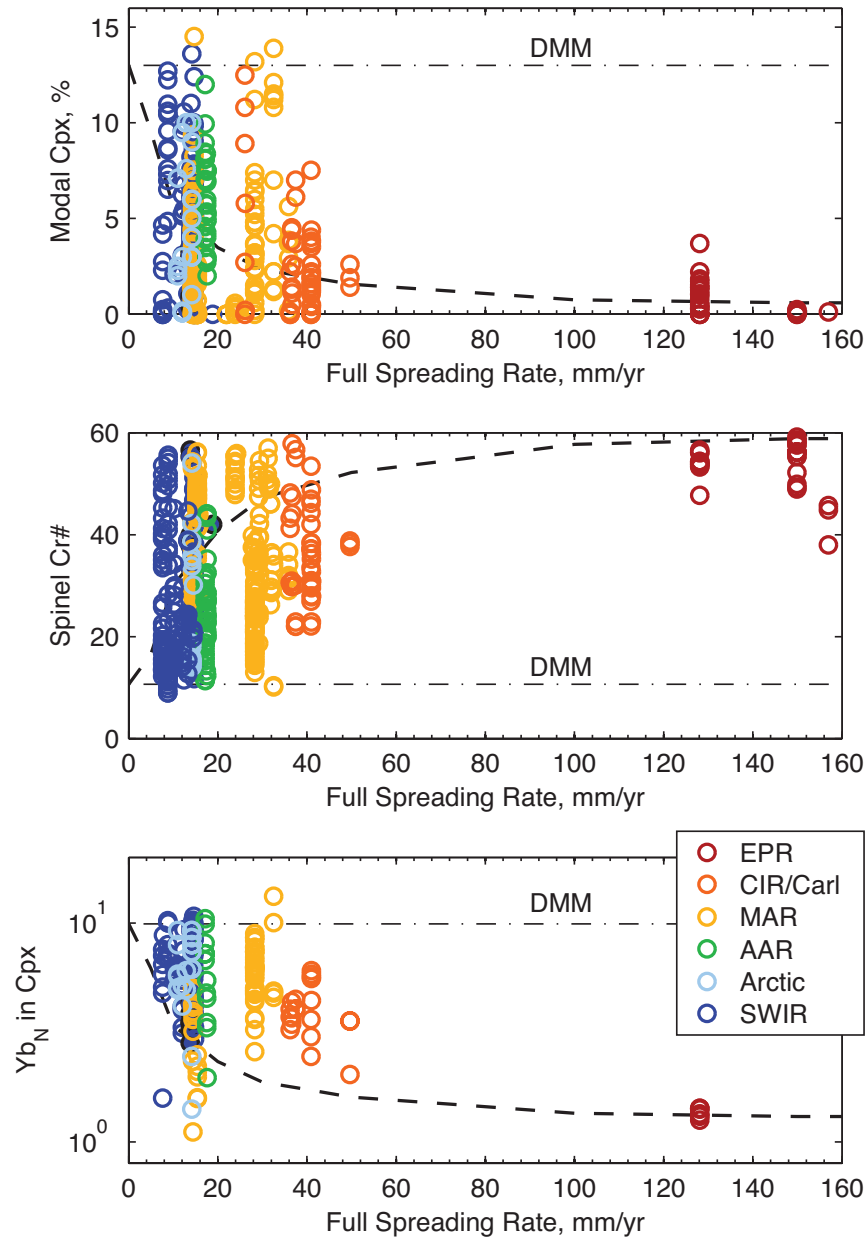 15
10
5
0
Modal Cpx, %
DMM
0 20 40 60 80 100 120 140 160
Full Spreading Rate, mm/yr
60
40
20
0
Spinel Cr#
DMM
0 20 40 60 80 100 120 140 160
Full Spreading Rate, mm/yr
10^1
10^0
Yb_N in Cpx
DMM
EPR
CIR/Carl
MAR
AAR
Arctic
SWIR
0 20 40 60 80 100 120 140 160
Full Spreading Rate, mm/yr